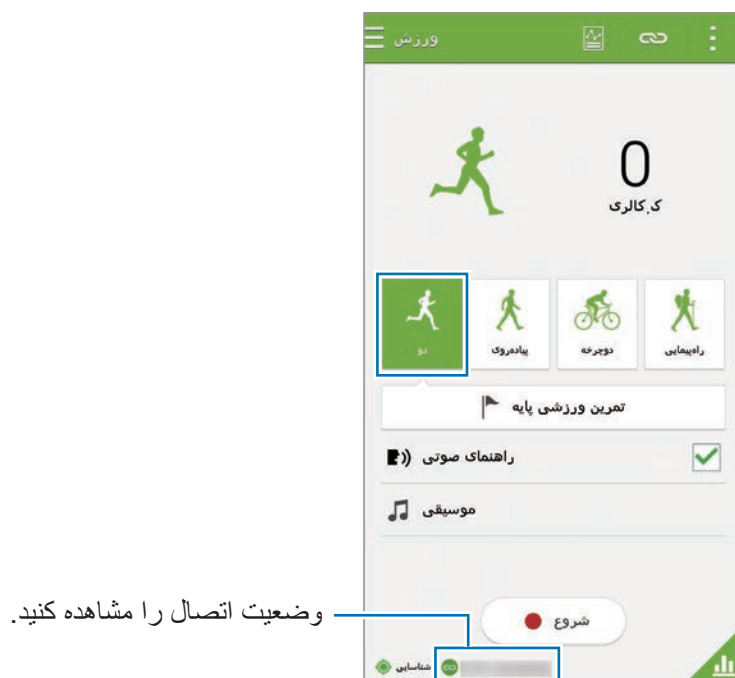 ورزش
0
ک.کالری
دو
پیاده‌روی
دوچرخه
راه‌پیمایی
تمرین ورزشی پایه
راهنمای صوتی
موسیقی
شروع
وضعیت اتصال را مشاهده کنید.
شناسایی